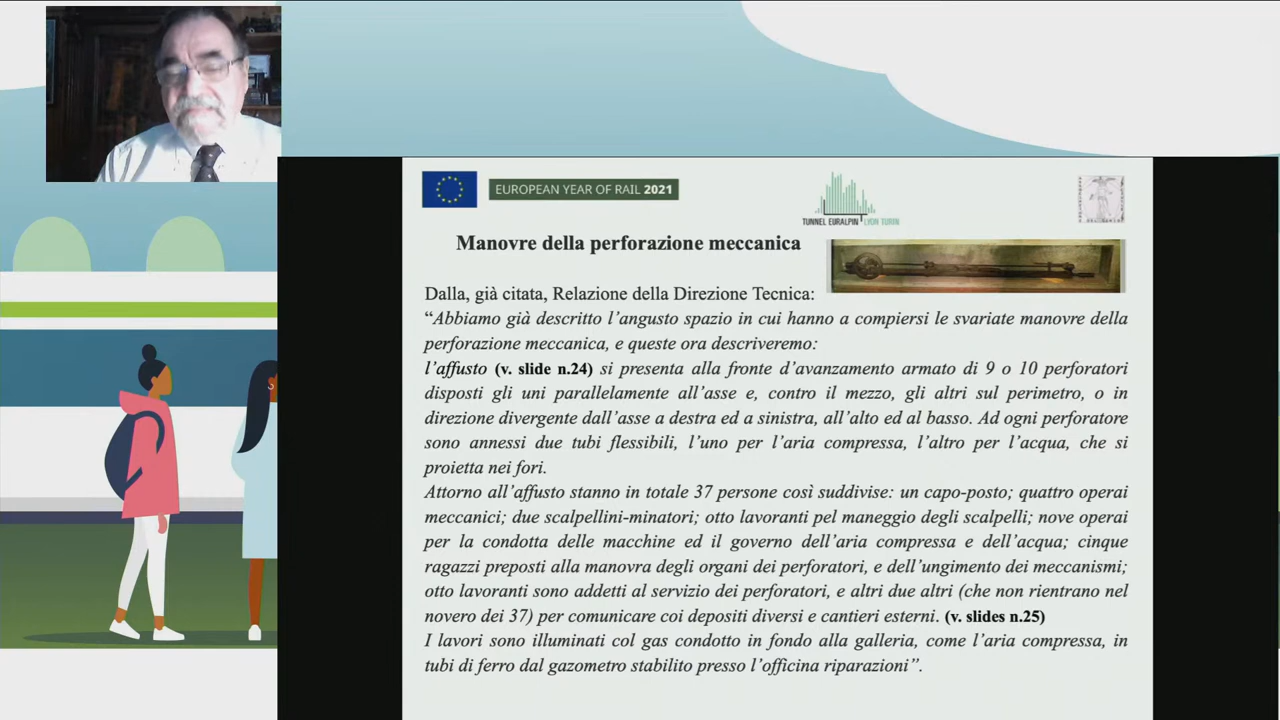 EUROPEAN YEAR OF RAIL 2021
TUNNEL EURALPIN LYON TURIN
Manovre della perforazione meccanica
Dalla, già citata, Relazione della Direzione Tecnica:
“Abbiamo già descritto l’angusto spazio in cui hanno a compiersi le svariate manovre della
perforazione meccanica, e queste ora descriveremo:
l’affusto (v. slide n.24) si presenta alla fronte d’avanzamento armato di 9 o 10 perforatori
disposti gli uni parallelamente all’asse e, contro il mezzo, gli altri sul perimetro, o in
direzione divergente dall’asse a destra ed a sinistra, all’alto ed al basso. Ad ogni perforatore
sono annessi due tubi flessibili, l’uno per l’aria compressa, l’altro per l’acqua, che si
proietta nei fori.
Attorno all’affusto stanno in totale 37 persone così suddivise: un capo-posto; quattro operai
meccanici; due scalpellini-minatori; otto lavoranti pel maneggio degli scalpelli; nove operai
per la condotta delle macchine ed il governo dell’aria compressa e dell’acqua; cinque
ragazzi preposti alla manovra degli organi dei perforatori, e dell’ungimento dei meccanismi;
otto lavoranti sono addetti al servizio dei perforatori, e altri due altri (che non rientrano nel
novero dei 37) per comunicare coi depositi diversi e cantieri esterni. (v. slides n.25)
I lavori sono illuminati col gas condotto in fondo alla galleria, come l’aria compressa, in
tubi di ferro dal gazometro stabilito presso l’officina riparazioni”.